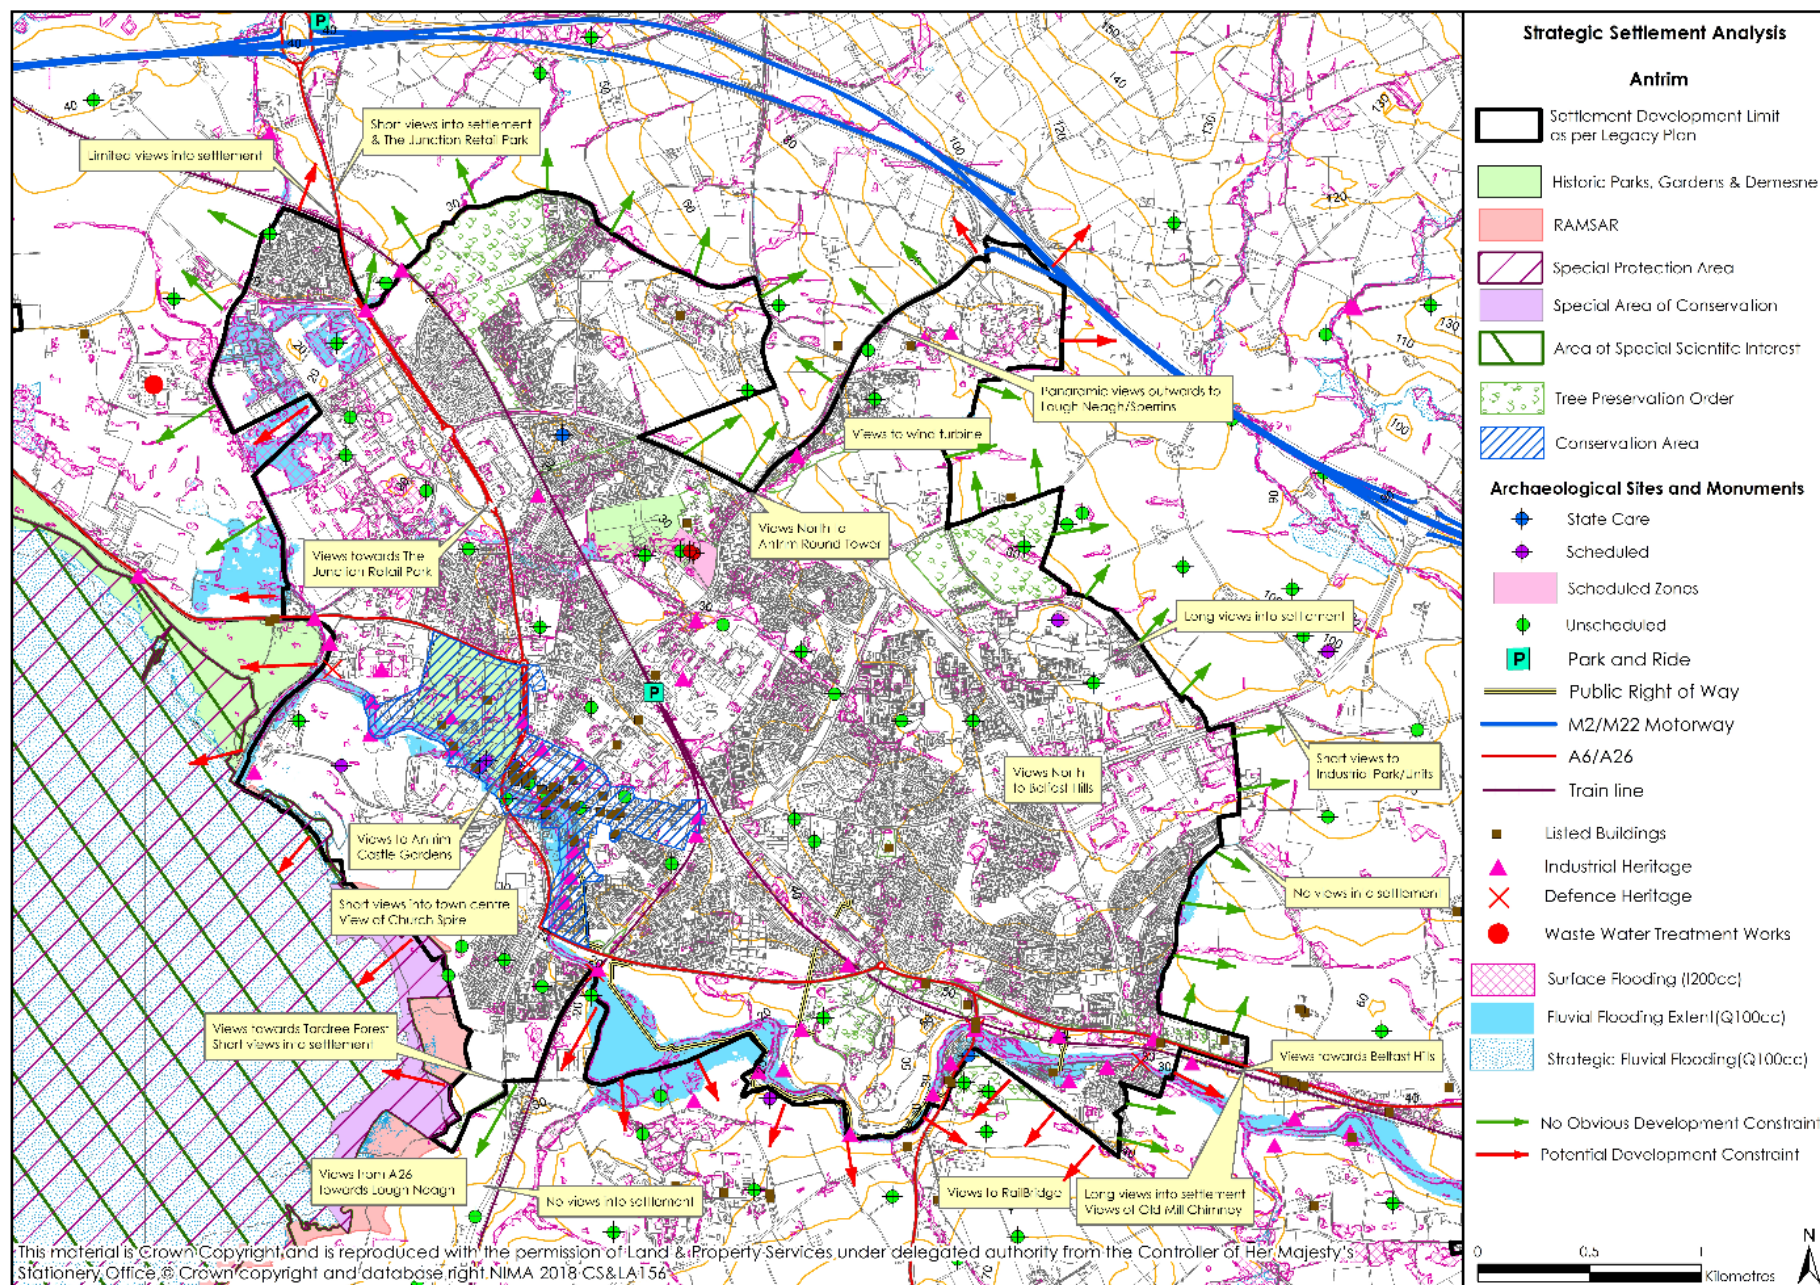 Strategic Settlement Analysis
Antrim
Settlement Development Limit
as per Legacy Plan
Historic Parks, Gardens & Demesne
RAMSAR
Special Protection Area
Special Area of Conservation
Area of Special Scientific Interest
Tree Preservation Order
Conservation Area
Archaeological Sites and Monuments
State Care
Scheduled
Scheduled Zones
Unscheduled
P
Park and Ride
Public Right of Way
M2/M22 Motorway
A6/A26
Train line
Listed Buildings
Industrial Heritage
Defence Heritage
Waste Water Treatment Works
Surface Flooding (1200cc)
Fluvial Flooding Extent(Q100cc)
Strategic Fluvial Flooding(Q100cc)
No Obvious Development Constraint
Potential Development Constraint
0 0.5 1
Kilometres
N
P
Limited views into settlement
Short views into settlement
& The Junction Retail Park
Panaromic views outwards to
Lough Neagh/Sperrins
Views to wind turbine
Views North to
Antrim Round Tower
Views towards The
Junction Retail Park
Long views into settlement
P
Short views to
Industrial Park/Units
Views North
to Belfast Hills
Views to Antrim
Castle Gardens
Short views into town centre
View of Church Spire
No views into settlement
Views towards Tardree Forest
Short views into settlement
Views towards Belfast Hills
Views from A26
towards Lough Neagh
No views into settlement
Views to RailBridge
Long views into settlement
Views of Old Mill Chimney
This material is Crown Copyright and is reproduced with the permission of Land & Property Services under delegated authority from the Controller of Her Majesty's
Stationery Office,© Crown copyright and database right NIMA 2018 CS&LA156